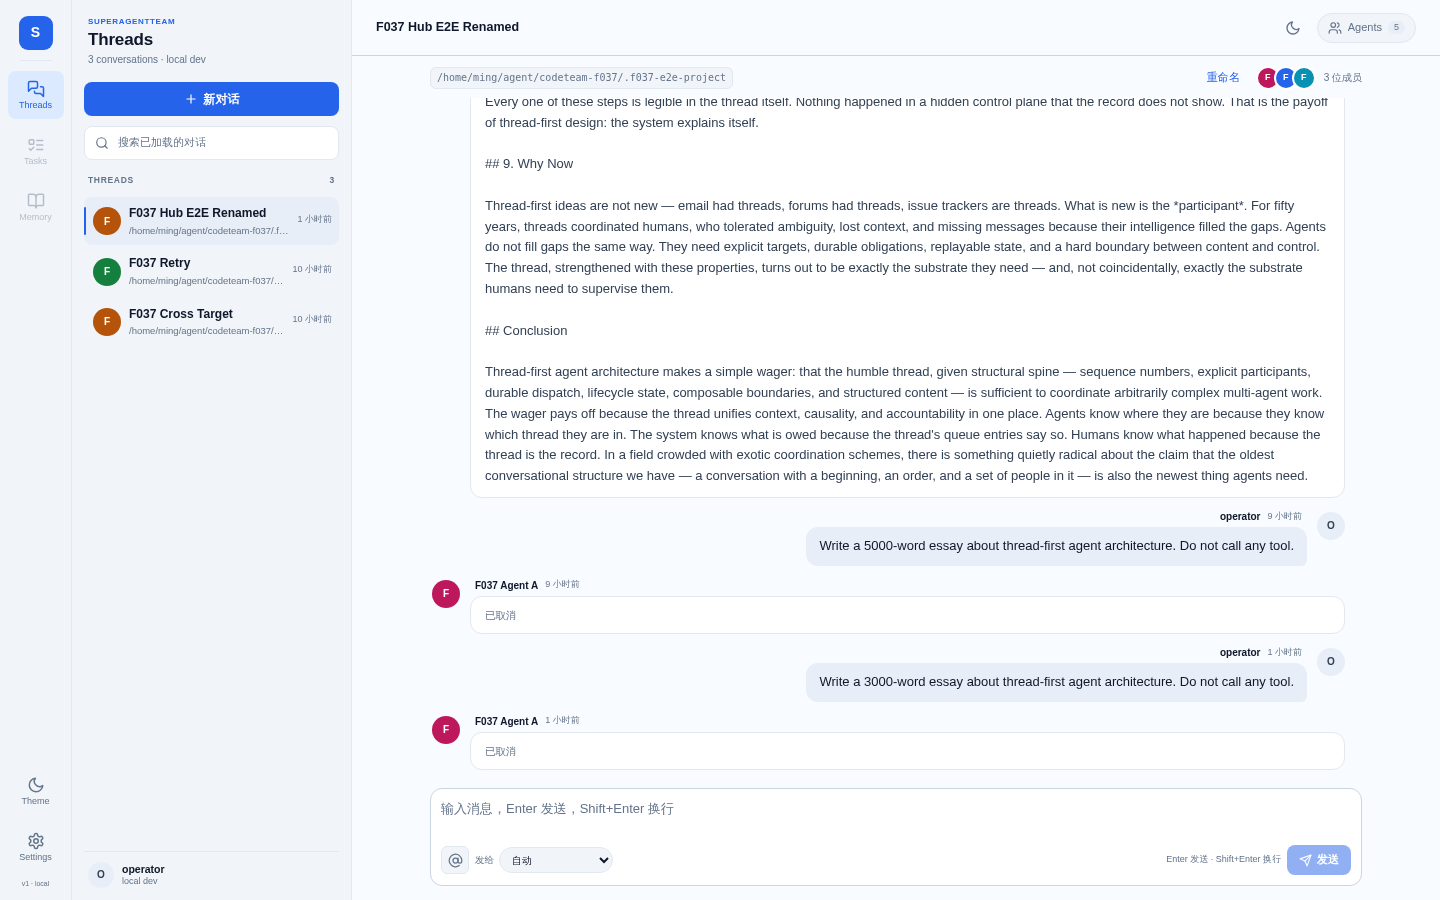 S
Threads
Tasks
Memory
Theme
Settings
v1 · local
SUPERAGENTTEAM
Threads
3 conversations · local dev
新对话
搜索已加载的对话
THREADS 3
F F037 Hub E2E Renamed 1 小时前
/home/ming/agent/codeteam-f037/.f…
F F037 Retry 10 小时前
/home/ming/agent/codeteam-f037/…
F F037 Cross Target 10 小时前
/home/ming/agent/codeteam-f037/…
O operator
local dev
F037 Hub E2E Renamed
Agents 5
/home/ming/agent/codeteam-f037/.f037-e2e-project
重命名 F F F 3 位成员
Every one of these steps is legible in the thread itself. Nothing happened in a hidden control plane that the record does not show. That is the payoff
of thread-first design: the system explains itself.
## 9. Why Now
Thread-first ideas are not new — email had threads, forums had threads, issue trackers are threads. What is new is the *participant*. For fifty
years, threads coordinated humans, who tolerated ambiguity, lost context, and missing messages because their intelligence filled the gaps. Agents
do not fill gaps the same way. They need explicit targets, durable obligations, replayable state, and a hard boundary between content and control.
The thread, strengthened with these properties, turns out to be exactly the substrate they need — and, not coincidentally, exactly the substrate
humans need to supervise them.
## Conclusion
Thread-first agent architecture makes a simple wager: that the humble thread, given structural spine — sequence numbers, explicit participants,
durable dispatch, lifecycle state, composable boundaries, and structured content — is sufficient to coordinate arbitrarily complex multi-agent work.
The wager pays off because the thread unifies context, causality, and accountability in one place. Agents know where they are because they know
which thread they are in. The system knows what is owed because the thread's queue entries say so. Humans know what happened because the
thread is the record. In a field crowded with exotic coordination schemes, there is something quietly radical about the claim that the oldest
conversational structure we have — a conversation with a beginning, an order, and a set of people in it — is also the newest thing agents need.
operator 9 小时前 O
Write a 5000-word essay about thread-first agent architecture. Do not call any tool.
F F037 Agent A 9 小时前
已取消
operator 1 小时前 O
Write a 3000-word essay about thread-first agent architecture. Do not call any tool.
F F037 Agent A 1 小时前
已取消
输入消息，Enter 发送，Shift+Enter 换行
发给 自动
Enter 发送 · Shift+Enter 换行 发送